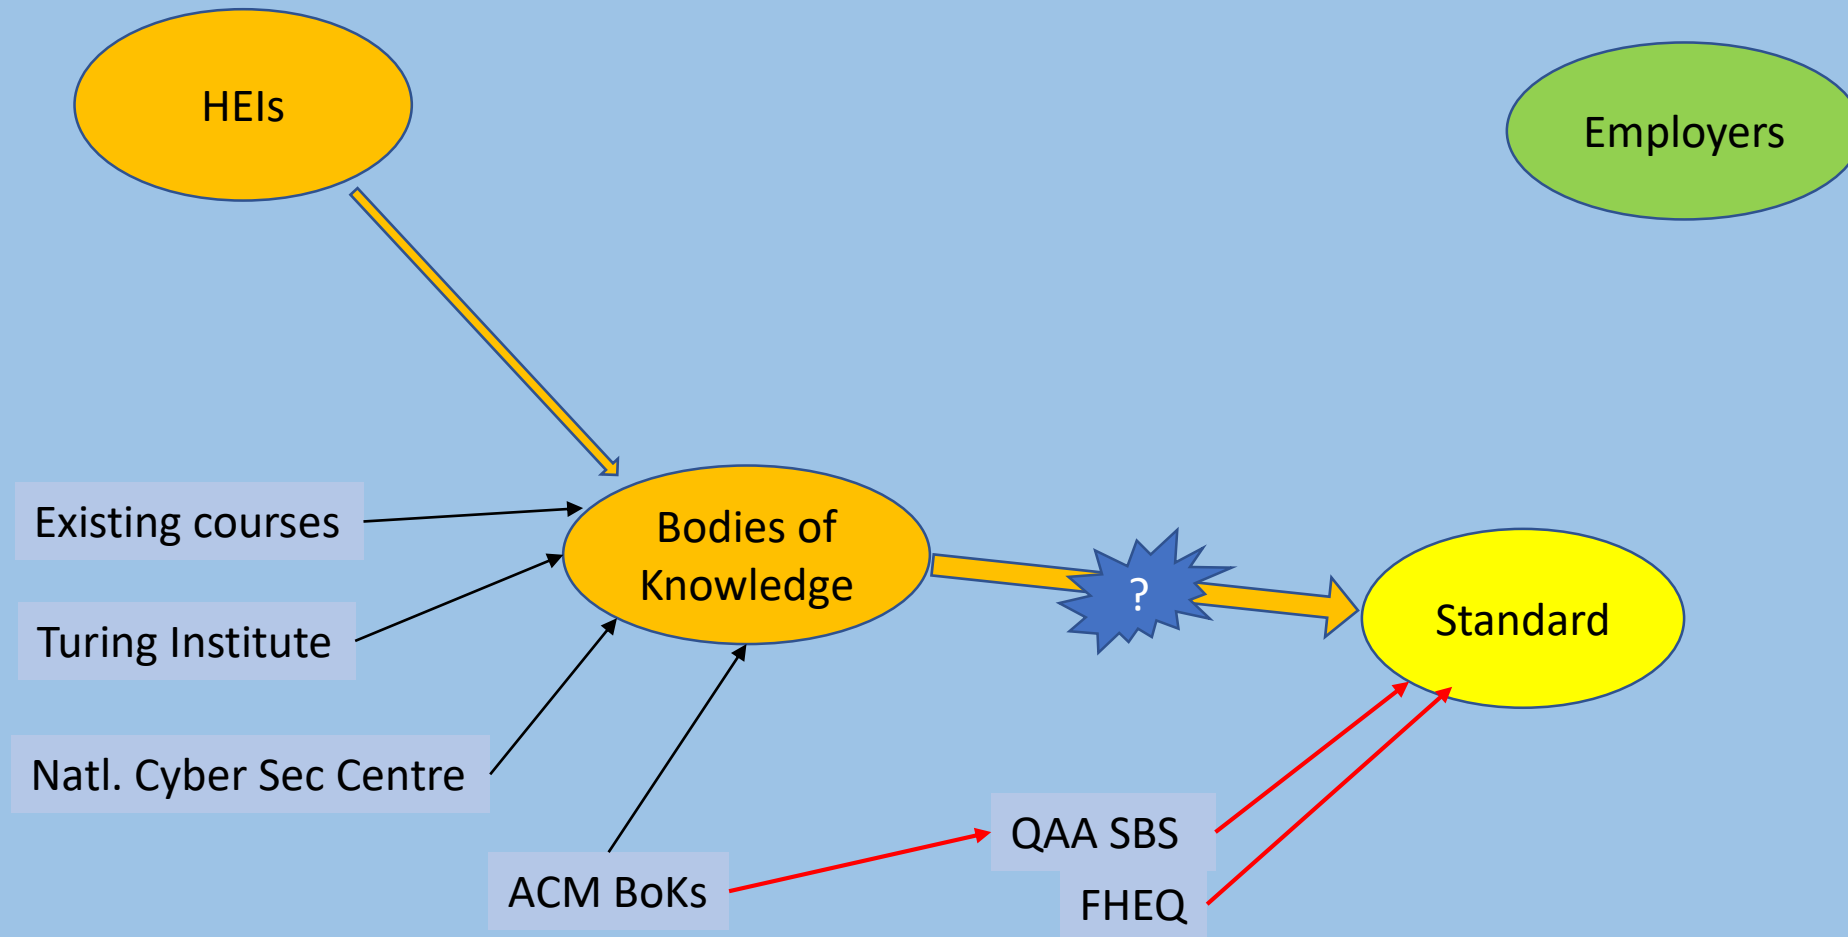 HEIs
Employers
Existing courses
Bodies of
Knowledge
?
Standard
Turing Institute
Natl. Cyber Sec Centre
QAA SBS
ACM BoKs
FHEQ